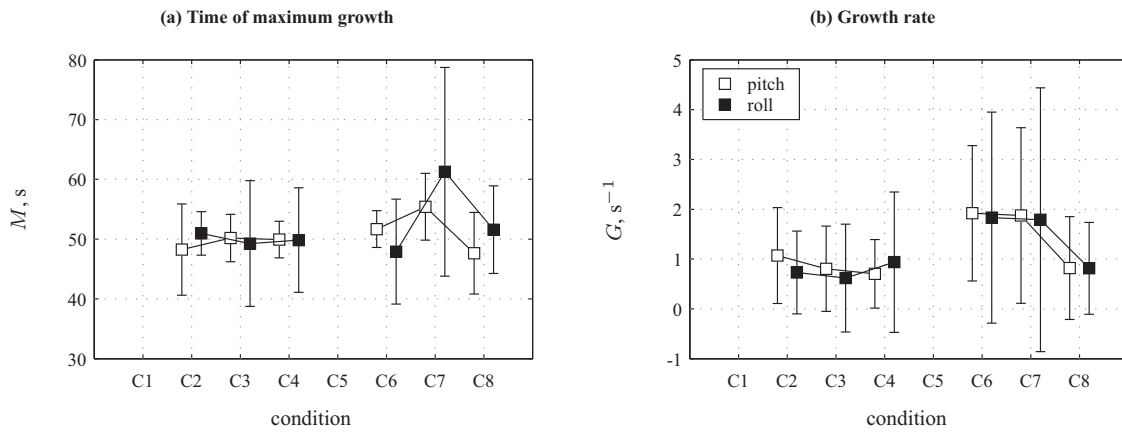 (a) Time of maximum growth
80
70
60
50
40
30
M, s
C1 C2 C3 C4 C5 C6 C7 C8
condition
(b) Growth rate
5
4
3
2
1
0
-1
G, s⁻¹
pitch
roll
C1 C2 C3 C4 C5 C6 C7 C8
condition